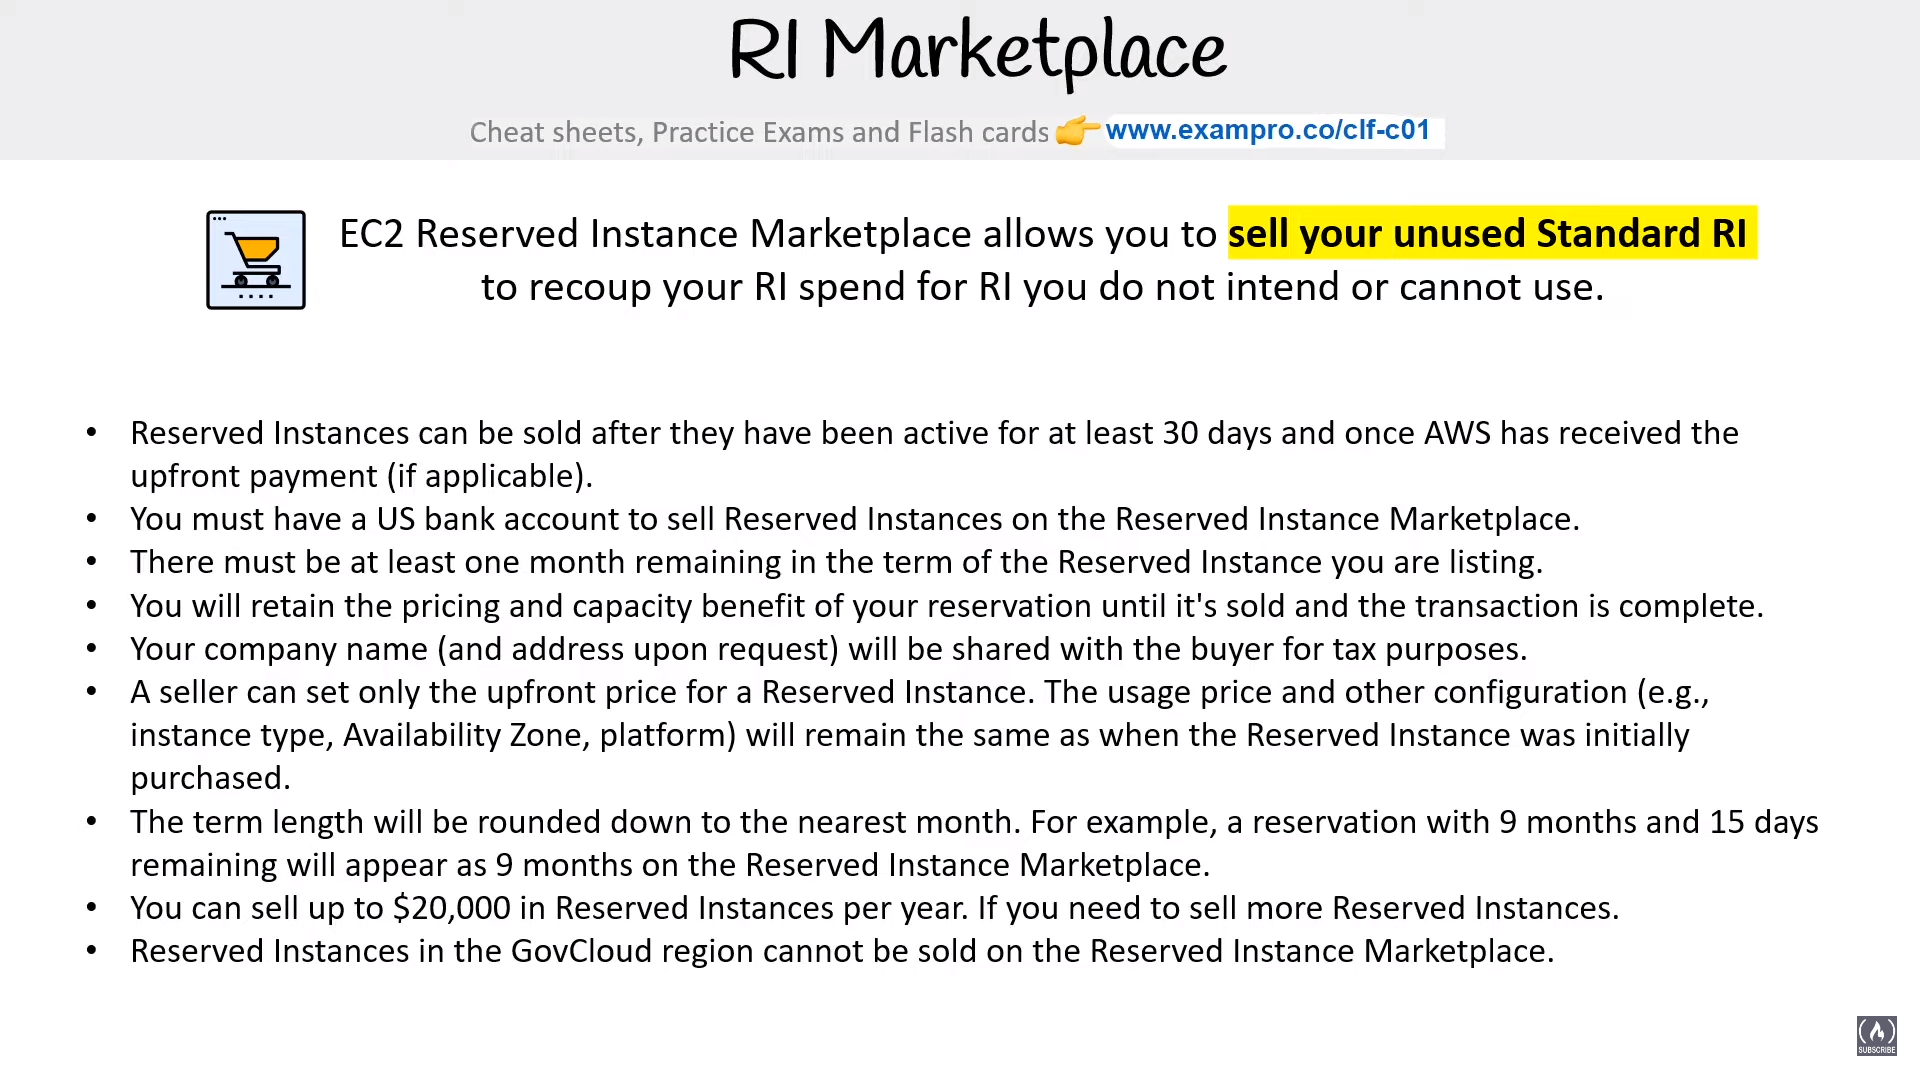 RI Marketplace
Cheat sheets, Practice Exams and Flash cards 👉 www.exampro.co/clf-c01
EC2 Reserved Instance Marketplace allows you to sell your unused Standard RI
to recoup your RI spend for RI you do not intend or cannot use.
• Reserved Instances can be sold after they have been active for at least 30 days and once AWS has received the
upfront payment (if applicable).
• You must have a US bank account to sell Reserved Instances on the Reserved Instance Marketplace.
• There must be at least one month remaining in the term of the Reserved Instance you are listing.
• You will retain the pricing and capacity benefit of your reservation until it's sold and the transaction is complete.
• Your company name (and address upon request) will be shared with the buyer for tax purposes.
• A seller can set only the upfront price for a Reserved Instance. The usage price and other configuration (e.g.,
instance type, Availability Zone, platform) will remain the same as when the Reserved Instance was initially
purchased.
• The term length will be rounded down to the nearest month. For example, a reservation with 9 months and 15 days
remaining will appear as 9 months on the Reserved Instance Marketplace.
• You can sell up to $20,000 in Reserved Instances per year. If you need to sell more Reserved Instances.
• Reserved Instances in the GovCloud region cannot be sold on the Reserved Instance Marketplace.
SUBSCRIBE